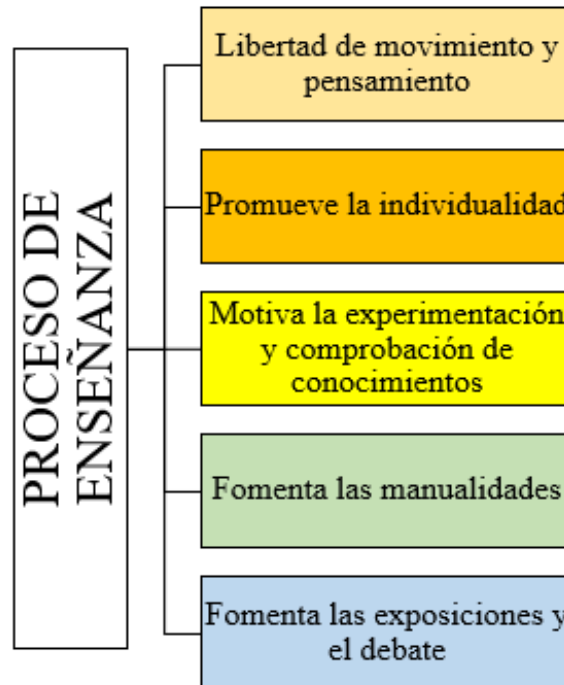 PROCESO DE
ENSEÑANZA
Libertad de movimiento y
pensamiento
Promueve la individualidad
Motiva la experimentación
y comprobación de
conocimientos
Fomenta las manualidades
Fomenta las exposiciones y
el debate